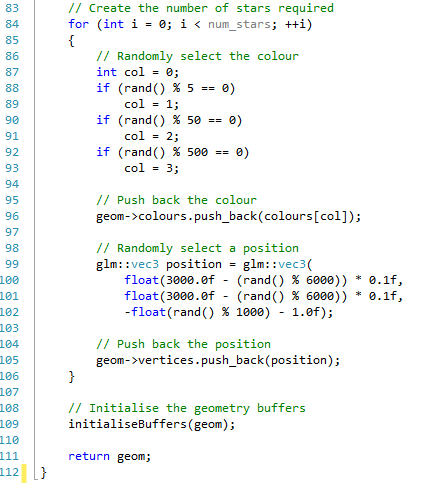 83 // Create the number of stars required
84 for (int i = 0; i < num_stars; ++i)
85 {
86 // Randomly select the colour
87 int col = 0;
88 if (rand() % 5 == 0)
89 col = 1;
90 if (rand() % 50 == 0)
91 col = 2;
92 if (rand() % 500 == 0)
93 col = 3;
94
95 // Push back the colour
96 geom->colours.push_back(colours[col]);
97
98 // Randomly select a position
99 glm::vec3 position = glm::vec3(
100 float(3000.0f - (rand() % 6000)) * 0.1f,
101 float(3000.0f - (rand() % 6000)) * 0.1f,
102 -float(rand() % 1000) - 1.0f);
103
104 // Push back the position
105 geom->vertices.push_back(position);
106 }
107
108 // Initialise the geometry buffers
109 initialiseBuffers(geom);
110
111 return geom;
112 }